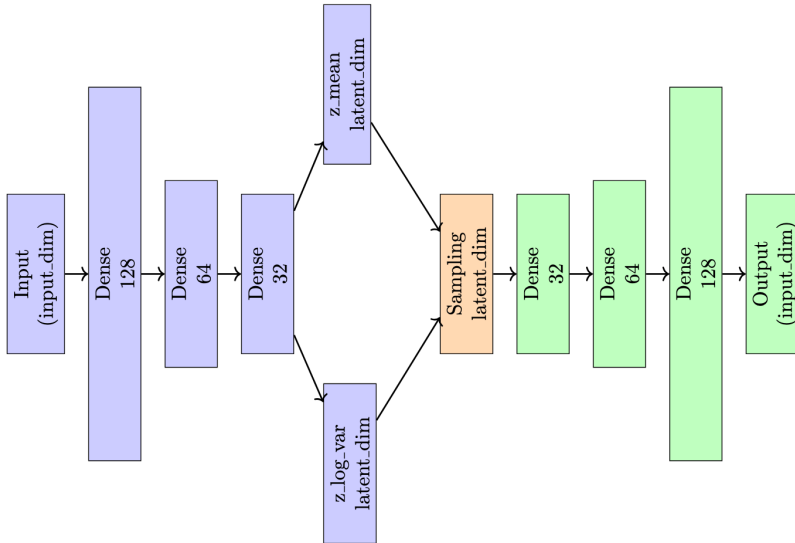 Input
(input_dim)
Dense
128
Dense
64
Dense
32
z_mean
latent_dim
z_log_var
latent_dim
Sampling
latent_dim
Dense
32
Dense
64
Dense
128
Output
(input_dim)